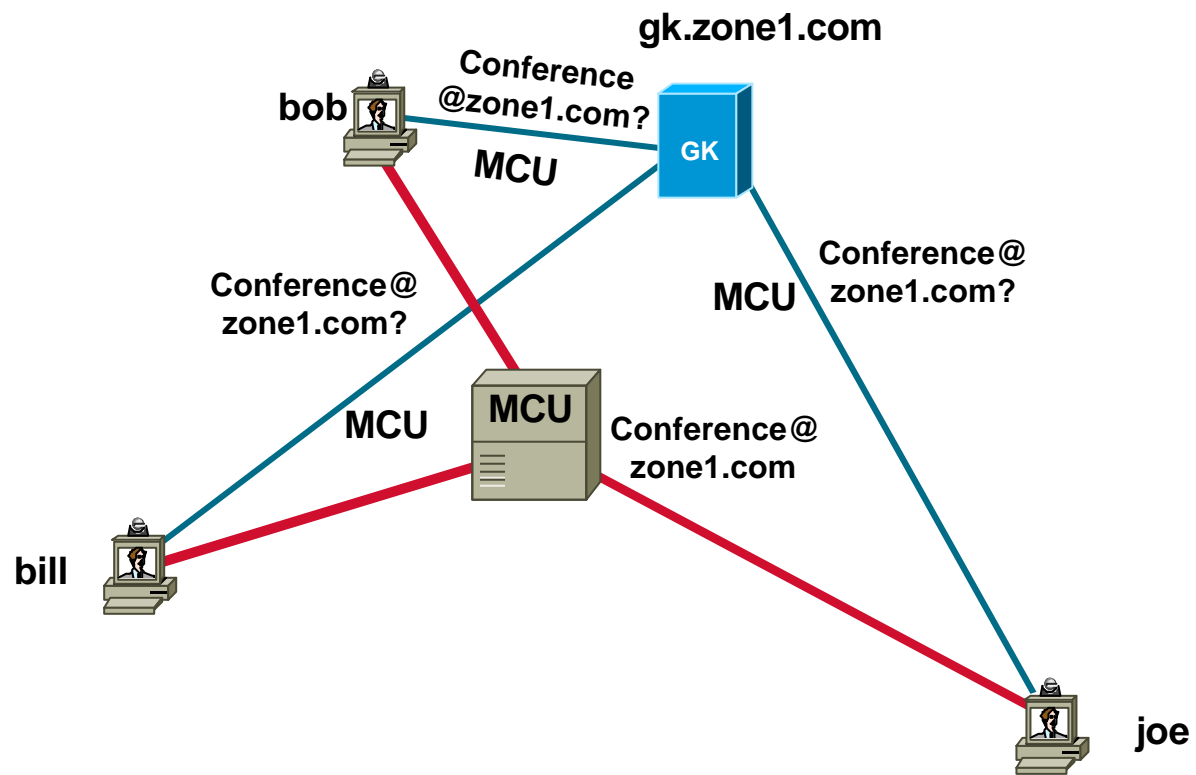 gk.zone1.com
Conference
@zone1.com?
bob
GK
MCU
Conference@
zone1.com?
Conference@
zone1.com?
MCU
MCU
MCU
Conference@
zone1.com
bill
joe